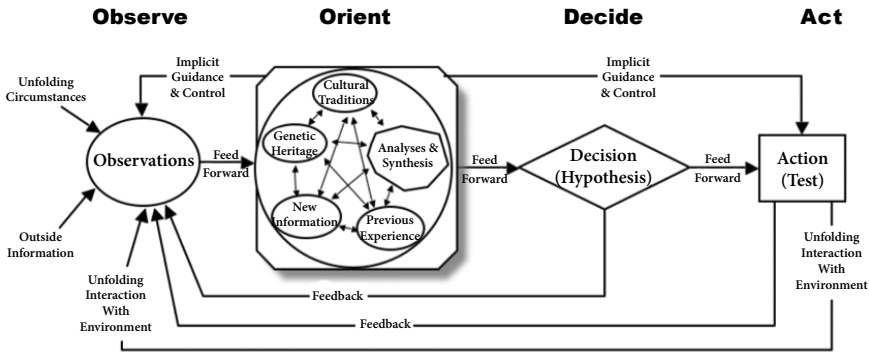 Observe
Orient
Decide
Act
Implicit
Guidance
& Control
Implicit
Guidance
& Control
Unfolding
Circumstances
Cultural
Traditions
Genetic
Heritage
Analyses &
Synthesis
Observations
Feed
Forward
Feed
Forward
Decision
(Hypothesis)
Feed
Forward
Action
(Test)
New
Information
Previous
Experience
Outside
Information
Unfolding
Interaction
With
Environment
Unfolding
Interaction
With
Environment
Feedback
Feedback